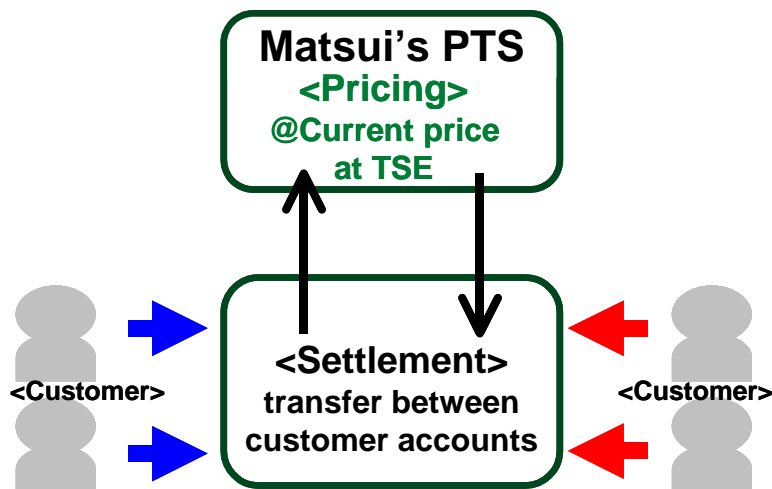 Matsui's PTS
<Pricing>
@Current price
at TSE
<Settlement>
transfer between
customer accounts
<Customer>
<Customer>